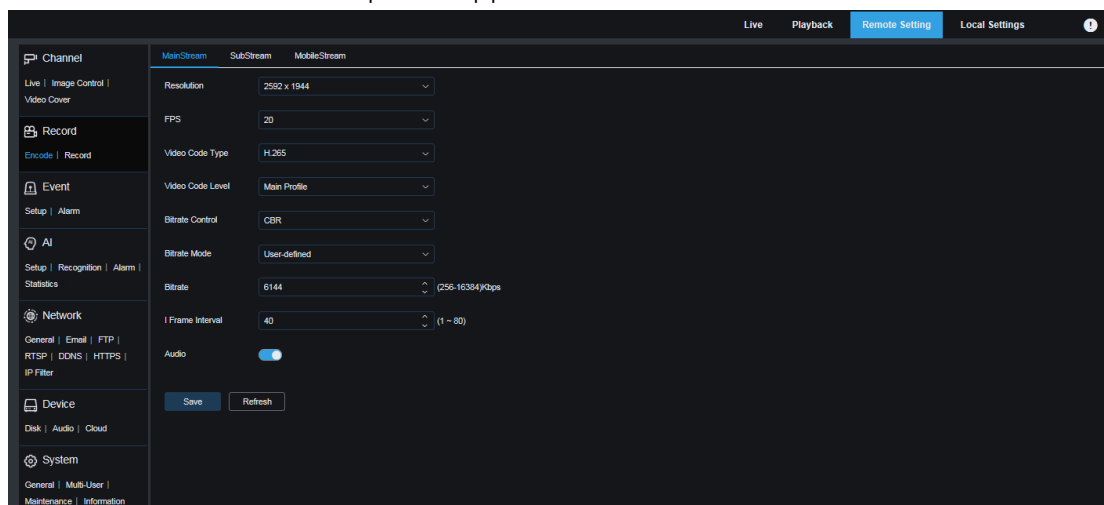 Live Playback Remote Setting Local Settings
Channel
Live | Image Control |
Video Cover
Record
Encode | Record
Event
Setup | Alarm
AI
Setup | Recognition | Alarm |
Statistics
Network
General | Email | FTP |
RTSP | DDNS | HTTPS |
IP Filter
Device
Disk | Audio | Cloud
System
General | Multi-User |
Maintenance | Information
MainStream SubStream MobileStream
Resolution 2592 x 1944
FPS 20
Video Code Type H.265
Video Code Level Main Profile
Bitrate Control CBR
Bitrate Mode User-defined
Bitrate 6144 (256-16384)Kbps
I Frame Interval 40 (1 ~ 80)
Audio
Save Refresh